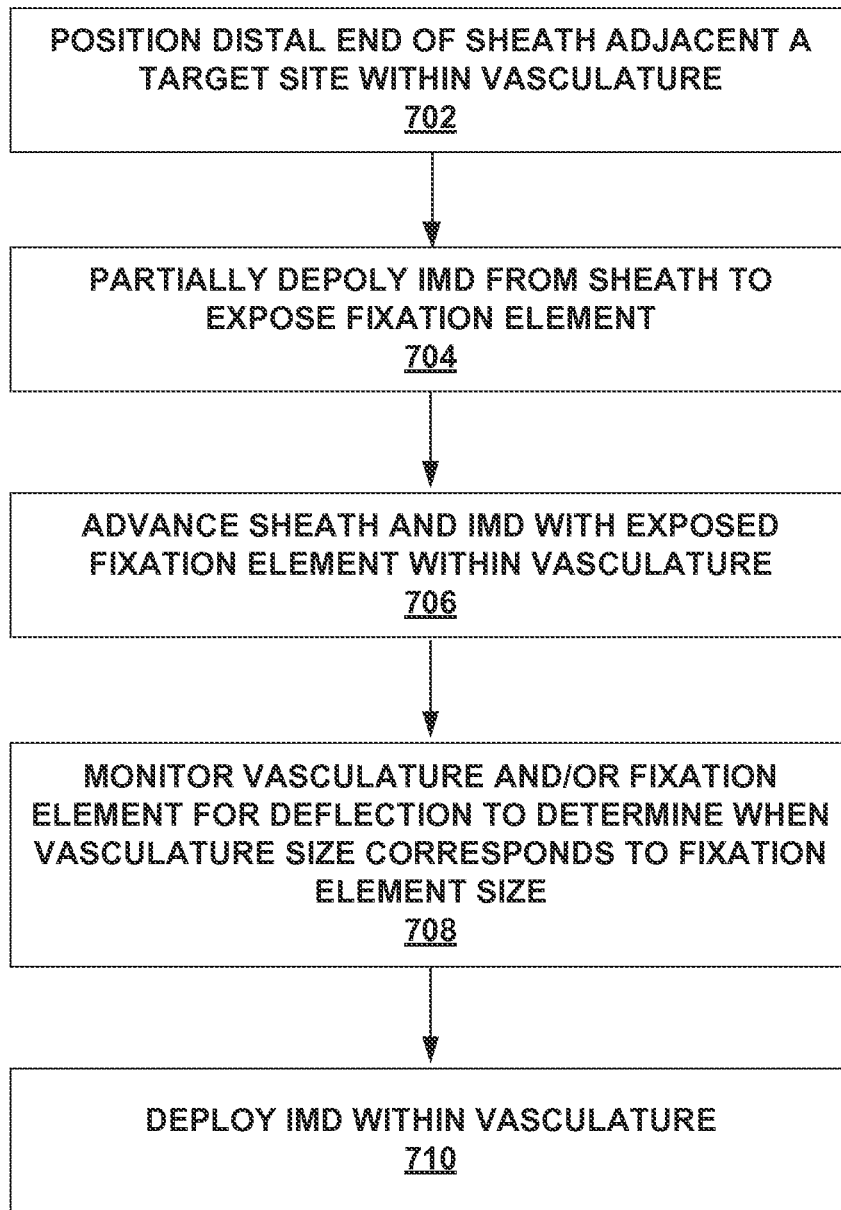 POSITION DISTAL END OF SHEATH ADJACENT A
TARGET SITE WITHIN VASCULATURE
702
PARTIALLY DEPOLY IMD FROM SHEATH TO
EXPOSE FIXATION ELEMENT
704
ADVANCE SHEATH AND IMD WITH EXPOSED
FIXATION ELEMENT WITHIN VASCULATURE
706
MONITOR VASCULATURE AND/OR FIXATION
ELEMENT FOR DEFLECTION TO DETERMINE WHEN
VASCULATURE SIZE CORRESPONDS TO FIXATION
ELEMENT SIZE
708
DEPLOY IMD WITHIN VASCULATURE
710